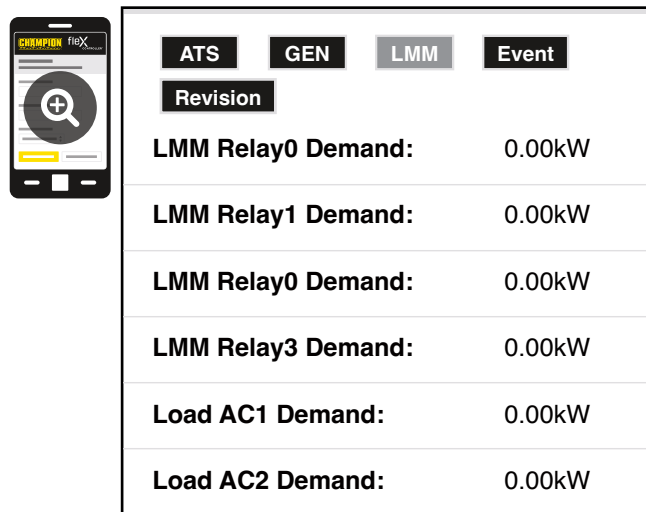 CHAMPION fleX
CONTROLLER
ATS GEN LMM Event
Revision
LMM Relay0 Demand: 0.00kW
LMM Relay1 Demand: 0.00kW
LMM Relay0 Demand: 0.00kW
LMM Relay3 Demand: 0.00kW
Load AC1 Demand: 0.00kW
Load AC2 Demand: 0.00kW